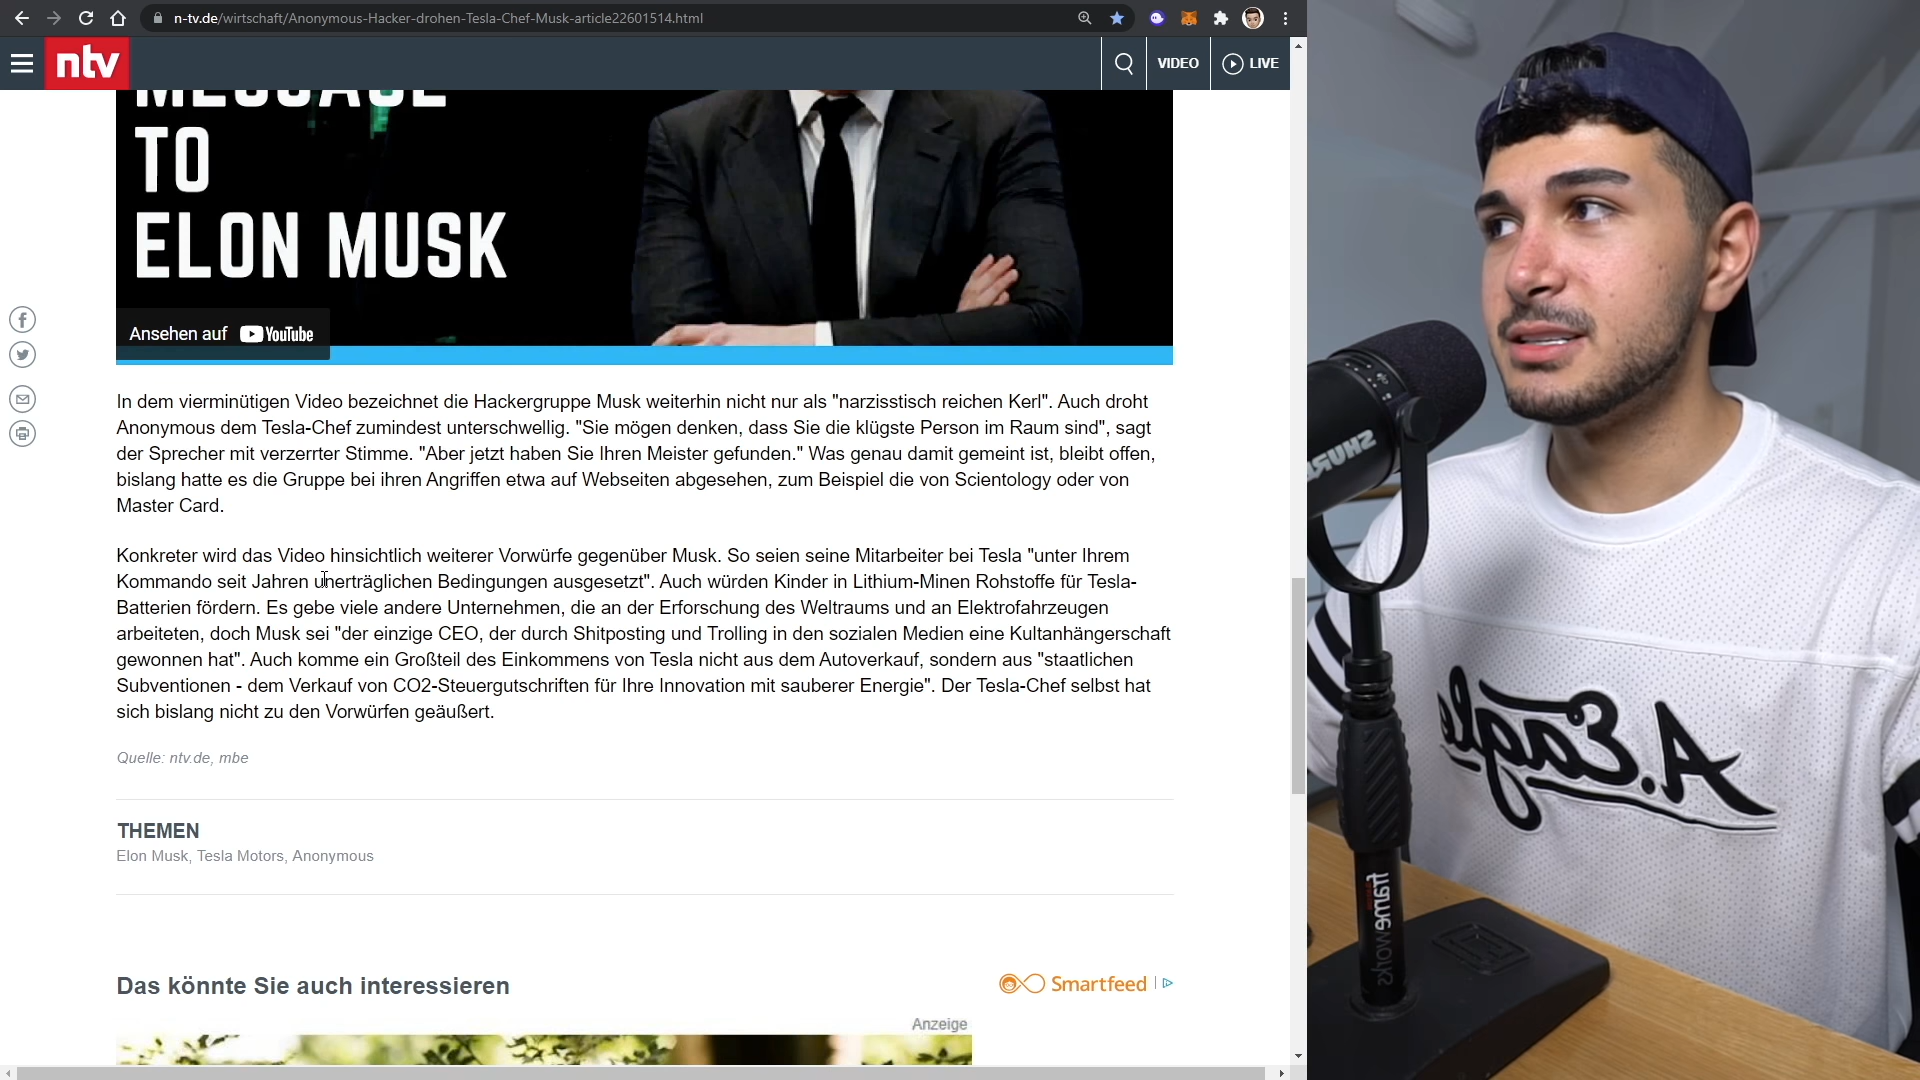 n-tv.de/wirtschaft/Anonymous-Hacker-drohen-Tesla-Chef-Musk-article22601514.html
ntv
VIDEO
LIVE
MESSAGE
TO
ELON MUSK
Ansehen auf YouTube
In dem vierminütigen Video bezeichnet die Hackergruppe Musk weiterhin nicht nur als "narzisstisch reichen Kerl". Auch droht
Anonymous dem Tesla-Chef zumindest unterschwellig. "Sie mögen denken, dass Sie die klügste Person im Raum sind", sagt
der Sprecher mit verzerrter Stimme. "Aber jetzt haben Sie Ihren Meister gefunden." Was genau damit gemeint ist, bleibt offen,
bislang hatte es die Gruppe bei ihren Angriffen etwa auf Webseiten abgesehen, zum Beispiel die von Scientology oder von
Master Card.
Konkreter wird das Video hinsichtlich weiterer Vorwürfe gegenüber Musk. So seien seine Mitarbeiter bei Tesla "unter Ihrem
Kommando seit Jahren unerträglichen Bedingungen ausgesetzt". Auch würden Kinder in Lithium-Minen Rohstoffe für Tesla-
Batterien fördern. Es gebe viele andere Unternehmen, die an der Erforschung des Weltraums und an Elektrofahrzeugen
arbeiteten, doch Musk sei "der einzige CEO, der durch Shitposting und Trolling in den sozialen Medien eine Kultanhängerschaft
gewonnen hat". Auch komme ein Großteil des Einkommens von Tesla nicht aus dem Autoverkauf, sondern aus "staatlichen
Subventionen - dem Verkauf von CO2-Steuergutschriften für Ihre Innovation mit sauberer Energie". Der Tesla-Chef selbst hat
sich bislang nicht zu den Vorwürfen geäußert.
Quelle: ntv.de, mbe
THEMEN
Elon Musk, Tesla Motors, Anonymous
Das könnte Sie auch interessieren
Smartfeed
Anzeige
SHURE
A.Eagle
frameworks